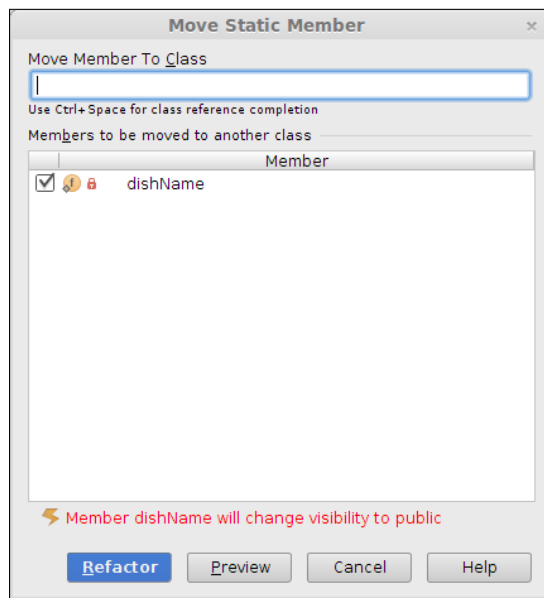 Move Static Member
Move Member To Class
Use Ctrl+Space for class reference completion
Members to be moved to another class
Member
dishName
Member dishName will change visibility to public
Refactor Preview Cancel Help